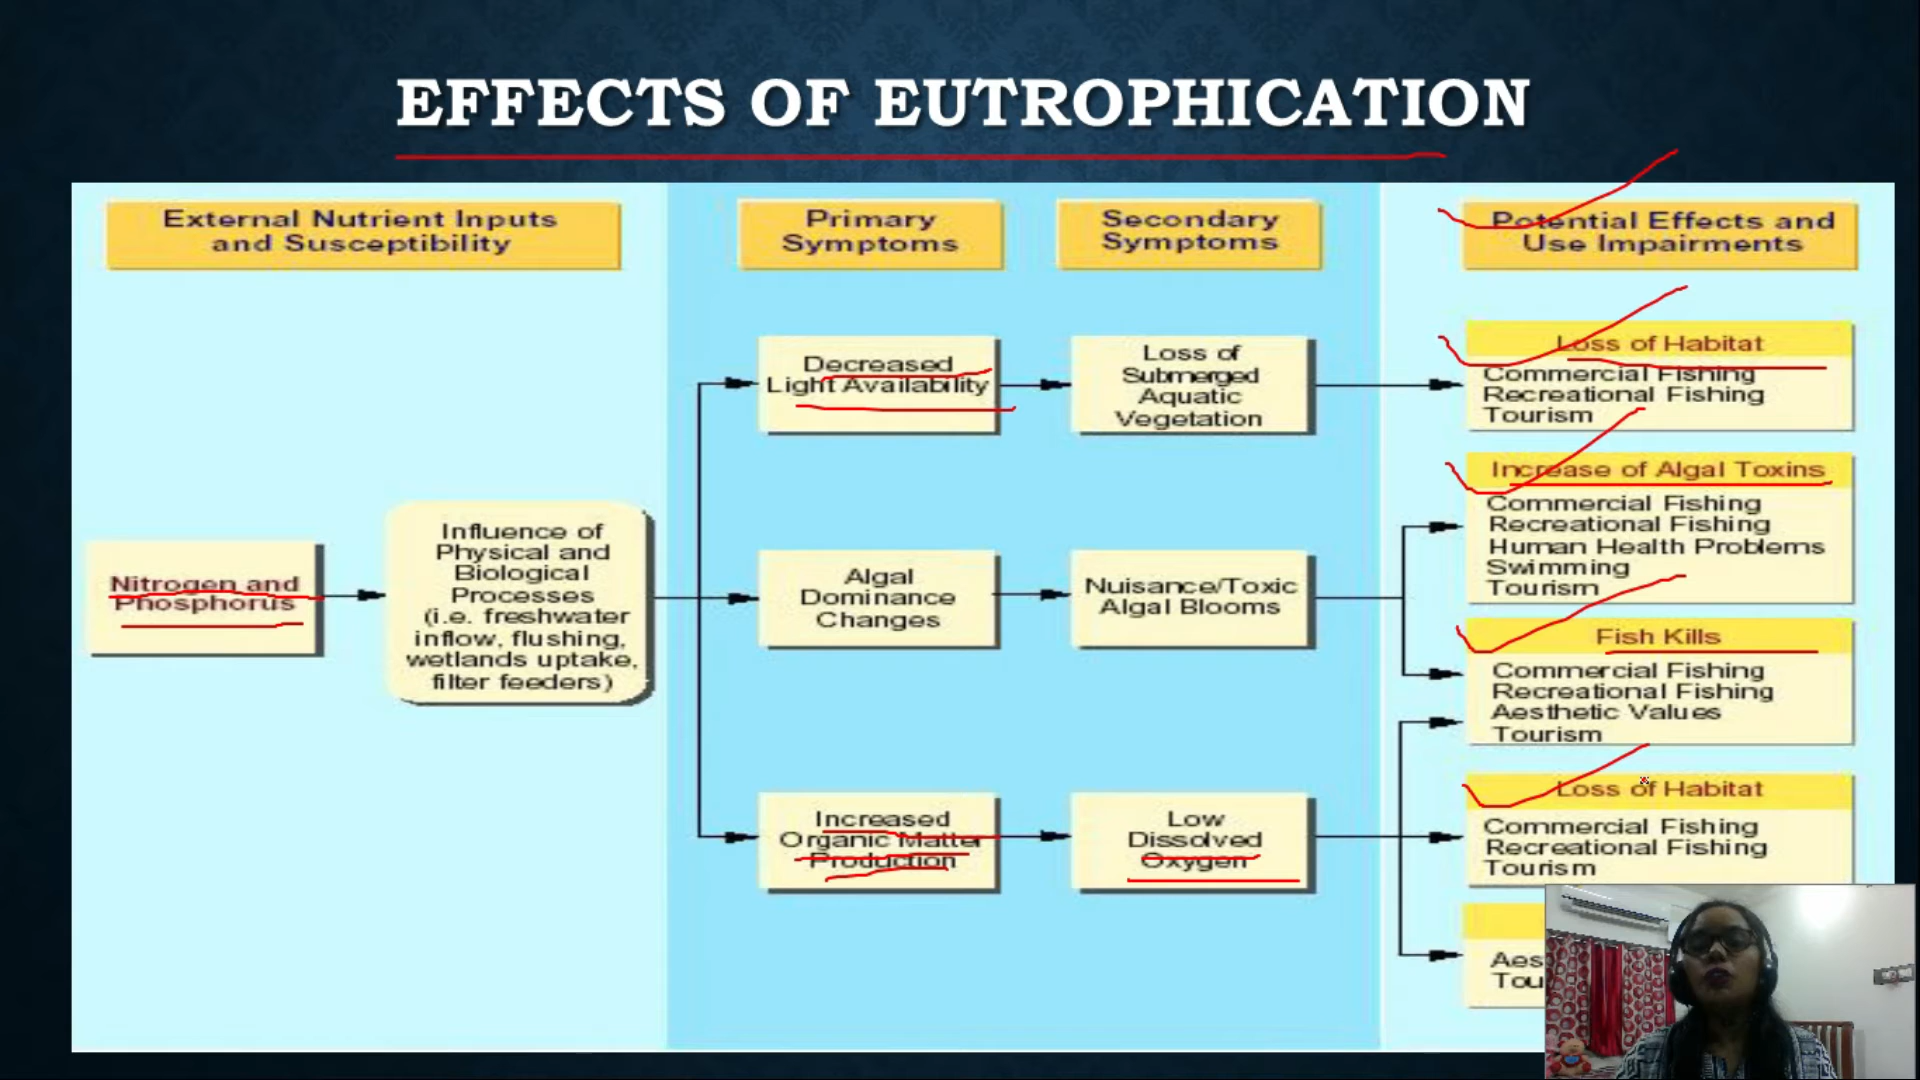 EFFECTS OF EUTROPHICATION
External Nutrient Inputs
and Susceptibility
Primary
Symptoms
Secondary
Symptoms
Potential Effects and
Use Impairments
Nitrogen and
Phosphorus
Influence of
Physical and
Biological
Processes
(i.e. freshwater
inflow, flushing,
wetlands uptake,
filter feeders)
Decreased
Light Availability
Loss of
Submerged
Aquatic
Vegetation
Loss of Habitat
Commercial Fishing
Recreational Fishing
Tourism
Algal
Dominance
Changes
Nuisance/Toxic
Algal Blooms
Increase of Algal Toxins
Commercial Fishing
Recreational Fishing
Human Health Problems
Swimming
Tourism
Fish Kills
Commercial Fishing
Recreational Fishing
Aesthetic Values
Tourism
Increased
Organic Matter
Production
Low
Dissolved
Oxygen
Loss of Habitat
Commercial Fishing
Recreational Fishing
Tourism
Aes
Tou